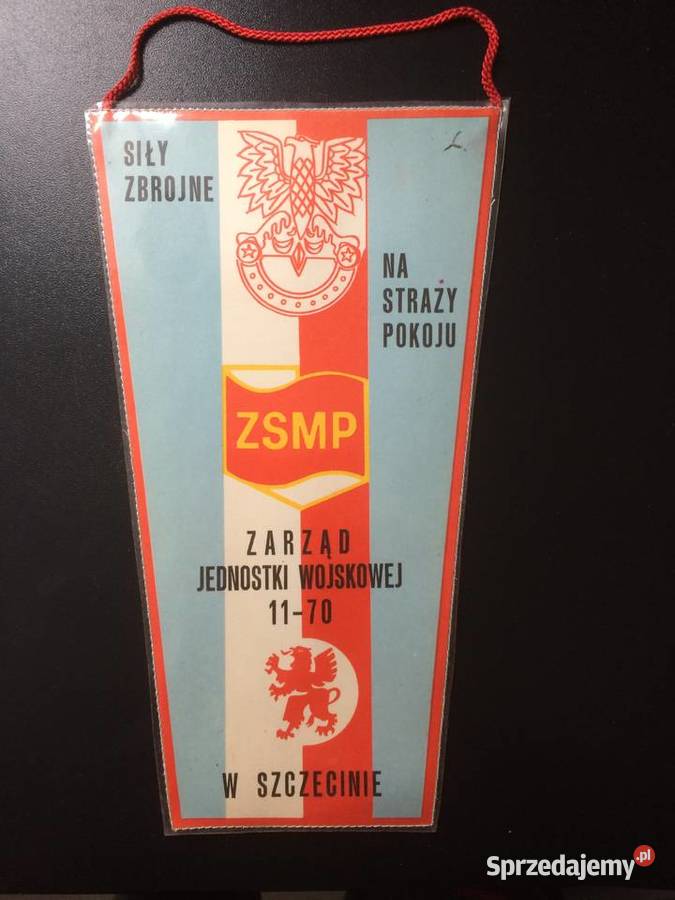 SIŁY
ZBROJNE
NA
STRAŻY
POKOJU
ZSMP
ZARZĄD
JEDNOSTKI WOJSKOWEJ
11-70
W SZCZECINIE
Sprzedajemy.pl